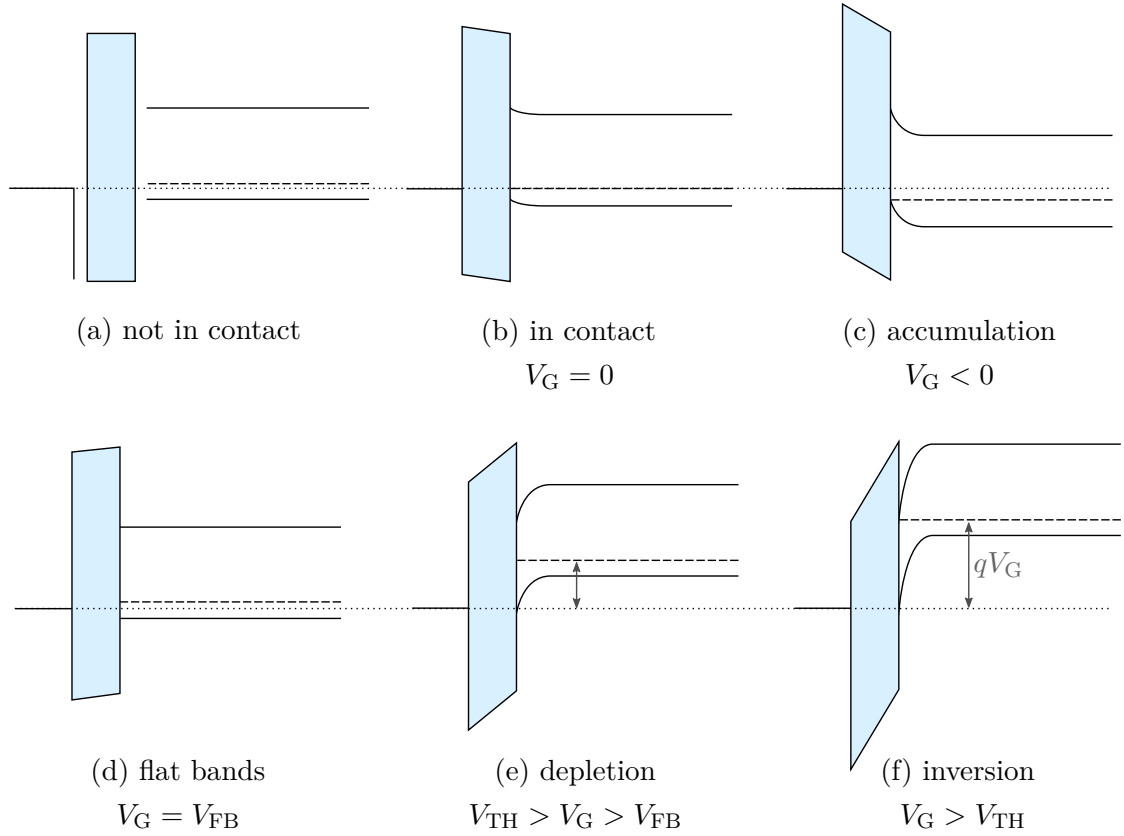 (a) not in contact
(b) in contact
V_G = 0
(c) accumulation
V_G < 0
qV_G
(d) flat bands
V_G = V_FB
(e) depletion
V_TH > V_G > V_FB
(f) inversion
V_G > V_TH